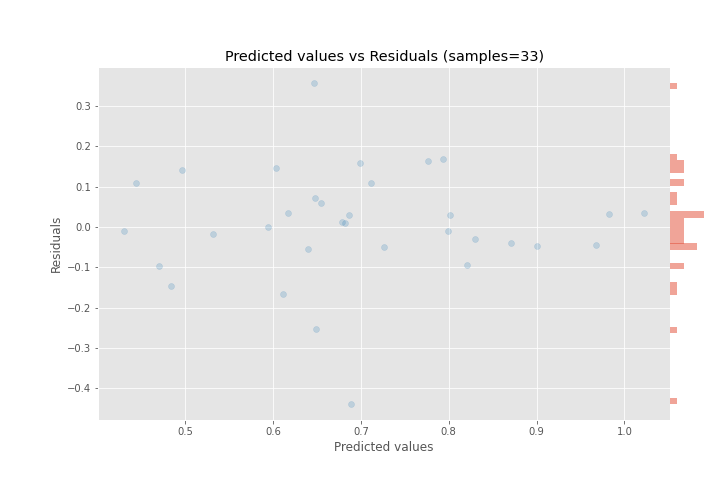 Predicted values vs Residuals (samples=33)
0.3
0.2
0.1
0.0
−0.1
−0.2
−0.3
−0.4
Residuals
0.5 0.6 0.7 0.8 0.9 1.0
Predicted values